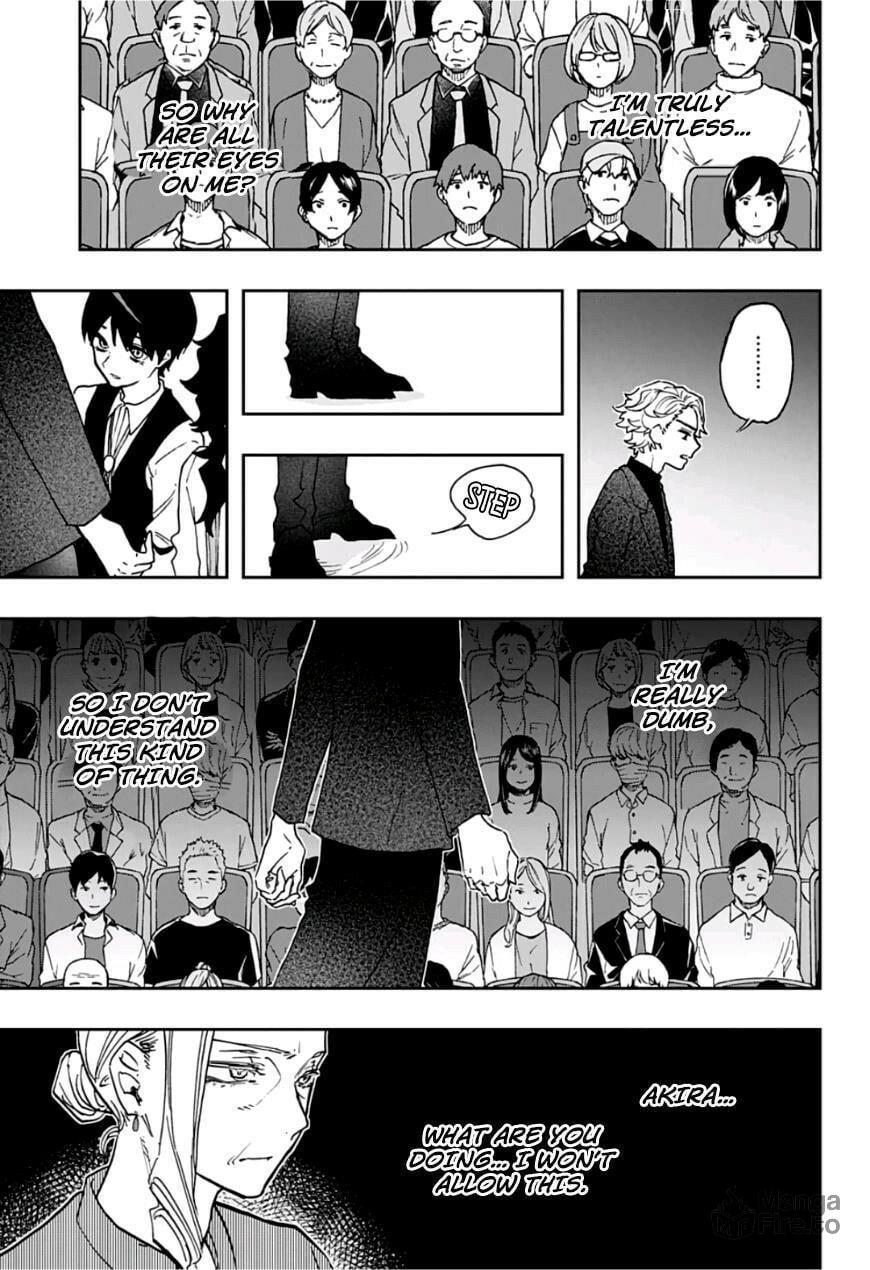 I'M TRULY
TALENTLESS...
SO WHY
ARE ALL
THEIR EYES
ON ME?
.........
STEP
I'M
REALLY
DUMB,
SO I DON'T
UNDERSTAND
THIS KIND
OF THING.
AKIRA...
WHAT ARE YOU
DOING... I WON'T
ALLOW THIS.
Manga
Fire.to